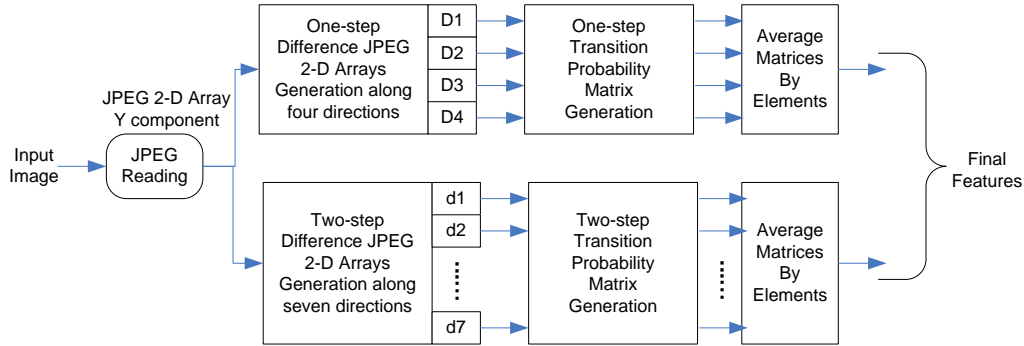 Input
Image
JPEG 2-D Array
Y component
JPEG
Reading
One-step
Difference JPEG
2-D Arrays
Generation along
four directions
D1
D2
D3
D4
One-step
Transition
Probability
Matrix
Generation
Average
Matrices
By
Elements
Two-step
Difference JPEG
2-D Arrays
Generation along
seven directions
d1
d2
d7
Two-step
Transition
Probability
Matrix
Generation
Average
Matrices
By
Elements
Final
Features